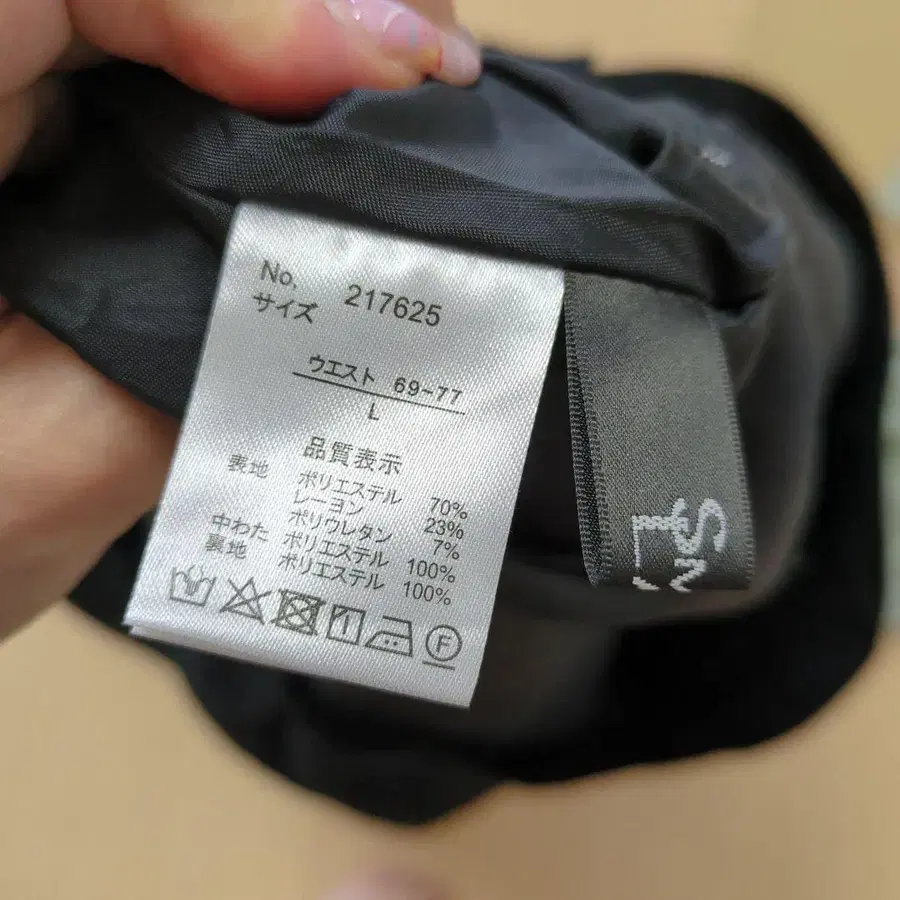 No. 217625
サイズ
ウエスト 69-77
L
品質表示
表地 ポリエステル 70%
レーヨン 23%
ポリウレタン 7%
中わた ポリエステル 100%
裏地 ポリエステル 100%
F